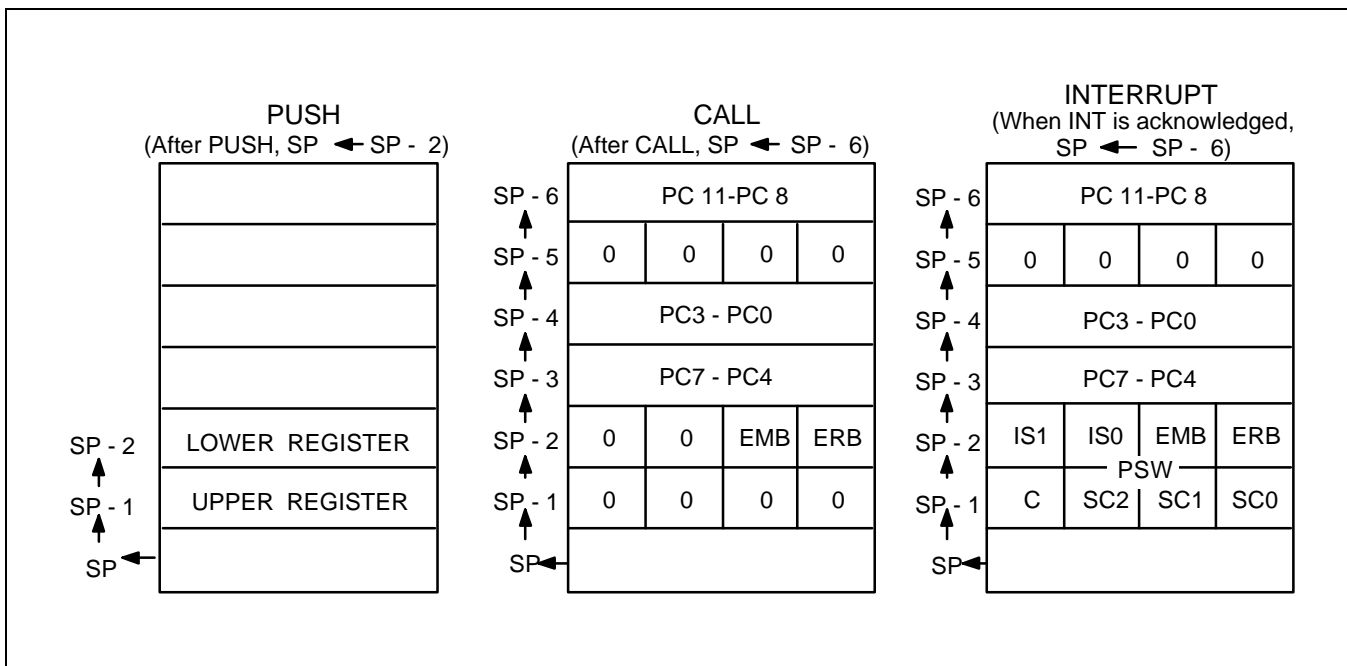 PUSH
(After PUSH, SP ← SP - 2)
SP - 2
LOWER REGISTER
SP - 1
UPPER REGISTER
SP
CALL
(After CALL, SP ← SP - 6)
SP - 6
PC 11-PC 8
SP - 5
0 0 0 0
SP - 4
PC3 - PC0
SP - 3
PC7 - PC4
SP - 2
0 0 EMB ERB
SP - 1
0 0 0 0
SP
INTERRUPT
(When INT is acknowledged,
SP ← SP - 6)
SP - 6
PC 11-PC 8
SP - 5
0 0 0 0
SP - 4
PC3 - PC0
SP - 3
PC7 - PC4
SP - 2
IS1 IS0 EMB ERB
PSW
SP - 1
C SC2 SC1 SC0
SP